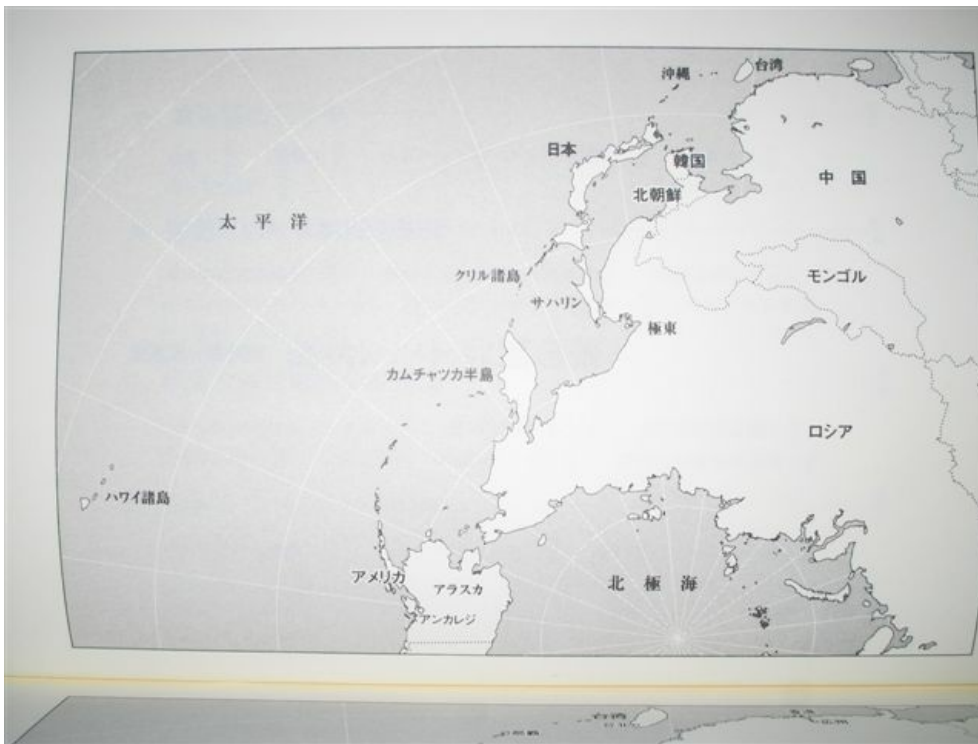 沖縄
台湾
日本
韓国
北朝鮮
中国
太平洋
クリル諸島
サハリン
モンゴル
極東
カムチャツカ半島
ロシア
ハワイ諸島
アメリカ
アラスカ
アンカレジ
北極海
台湾